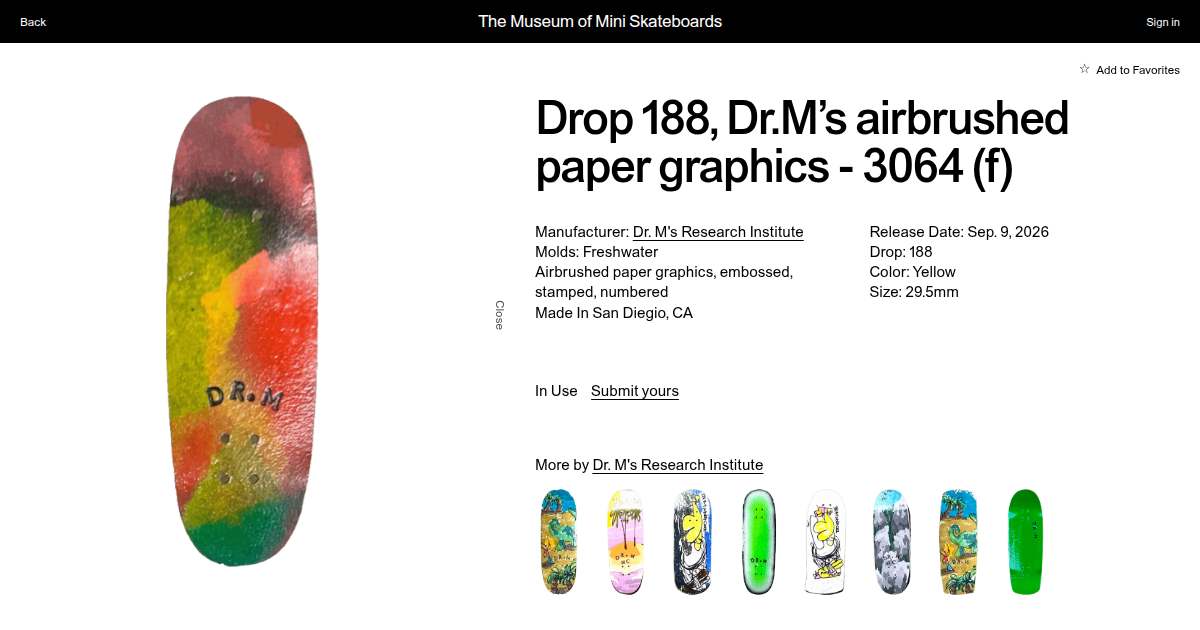 Back
The Museum of Mini Skateboards
Sign in
☆ Add to Favorites
Drop 188, Dr.M’s airbrushed
paper graphics - 3064 (f)
Manufacturer: Dr. M's Research Institute
Molds: Freshwater
Airbrushed paper graphics, embossed,
stamped, numbered
Made In San Diegio, CA
Release Date: Sep. 9, 2026
Drop: 188
Color: Yellow
Size: 29.5mm
Close
DR.M
In Use Submit yours
More by Dr. M's Research Institute